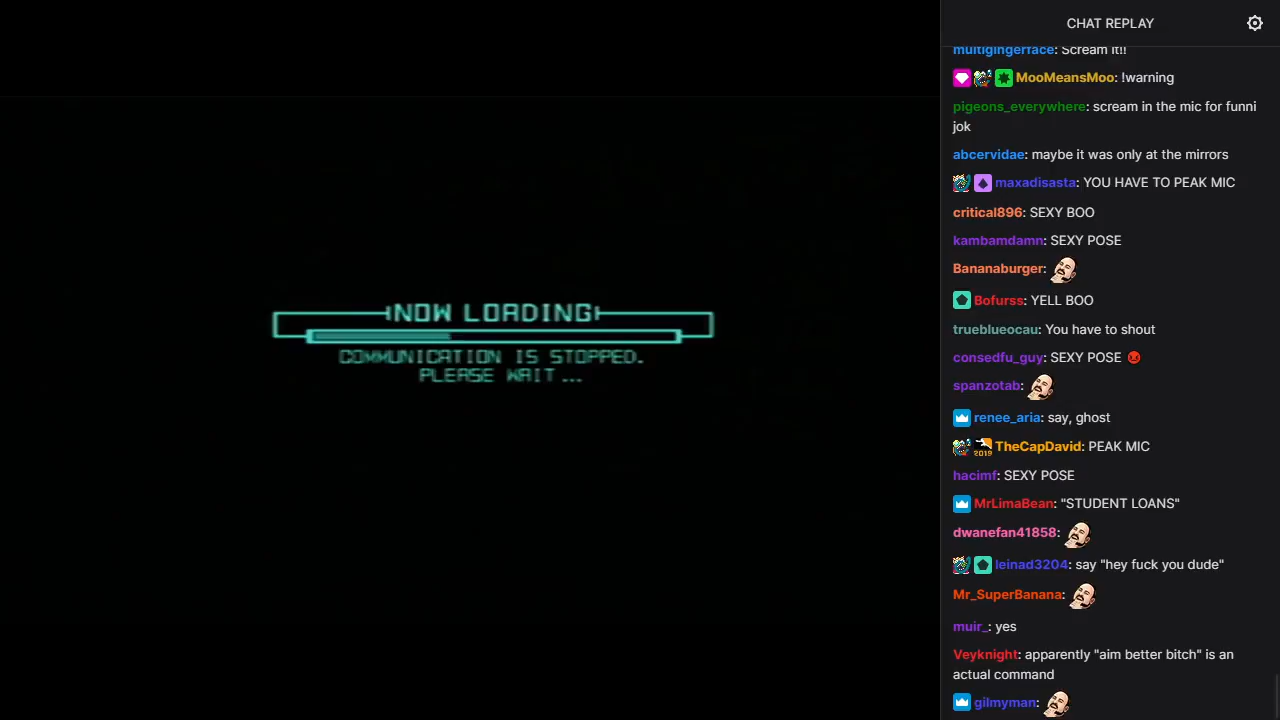 NOW LOADING
COMMUNICATION IS STOPPED.
PLEASE WAIT...
CHAT REPLAY
multigingerface: Scream it!!
MooMeansMoo: !warning
pigeons_everywhere: scream in the mic for funni
jok
abcervidae: maybe it was only at the mirrors
maxadisasta: YOU HAVE TO PEAK MIC
critical896: SEXY BOO
kambamdamn: SEXY POSE
Bananaburger:
Bofurss: YELL BOO
trueblueocau: You have to shout
consedfu_guy: SEXY POSE
spanzotab:
renee_aria: say, ghost
2019 TheCapDavid: PEAK MIC
hacimf: SEXY POSE
MrLimaBean: "STUDENT LOANS"
dwanefan41858:
leinad3204: say "hey fuck you dude"
Mr_SuperBanana:
muir_: yes
Veyknight: apparently "aim better bitch" is an
actual command
gilmyman: